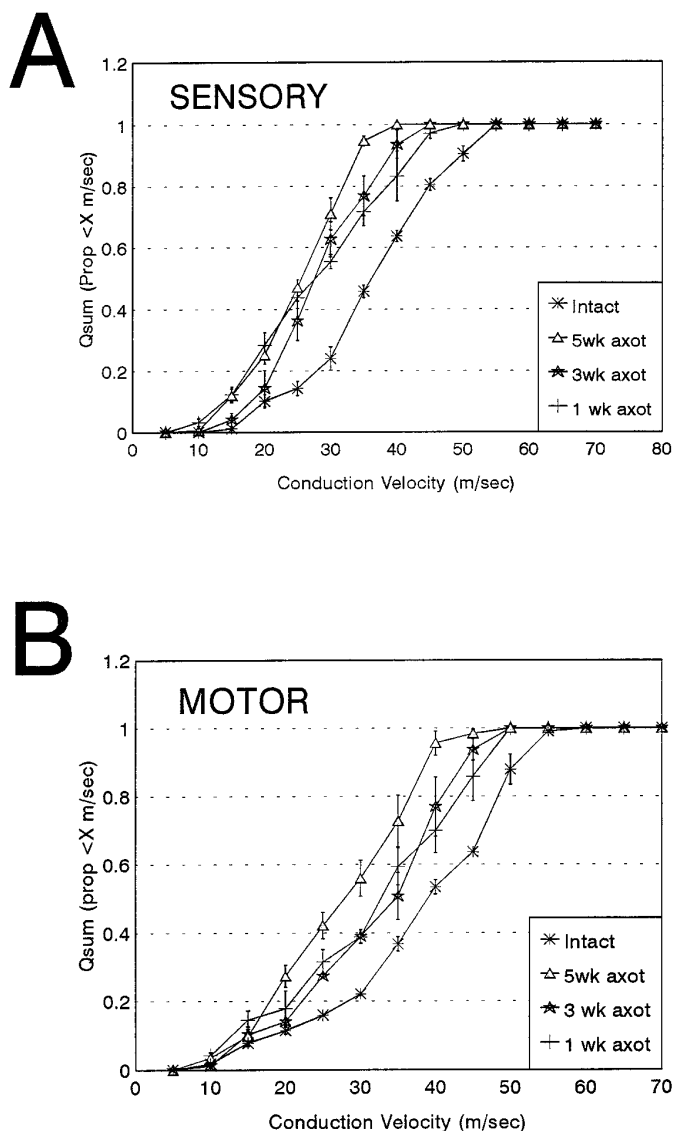 A
SENSORY
1.2
1
0.8
0.6
0.4
0.2
0
Qsum (Prop <X m/sec)
Intact
5wk axot
3wk axot
1 wk axot
0 10 20 30 40 50 60 70 80
Conduction Velocity (m/sec)
B
MOTOR
1.2
1
0.8
0.6
0.4
0.2
0
Qsum (prop <X m/sec)
Intact
5wk axot
3 wk axot
1 wk axot
0 10 20 30 40 50 60 70
Conduction Velocity (m/sec)